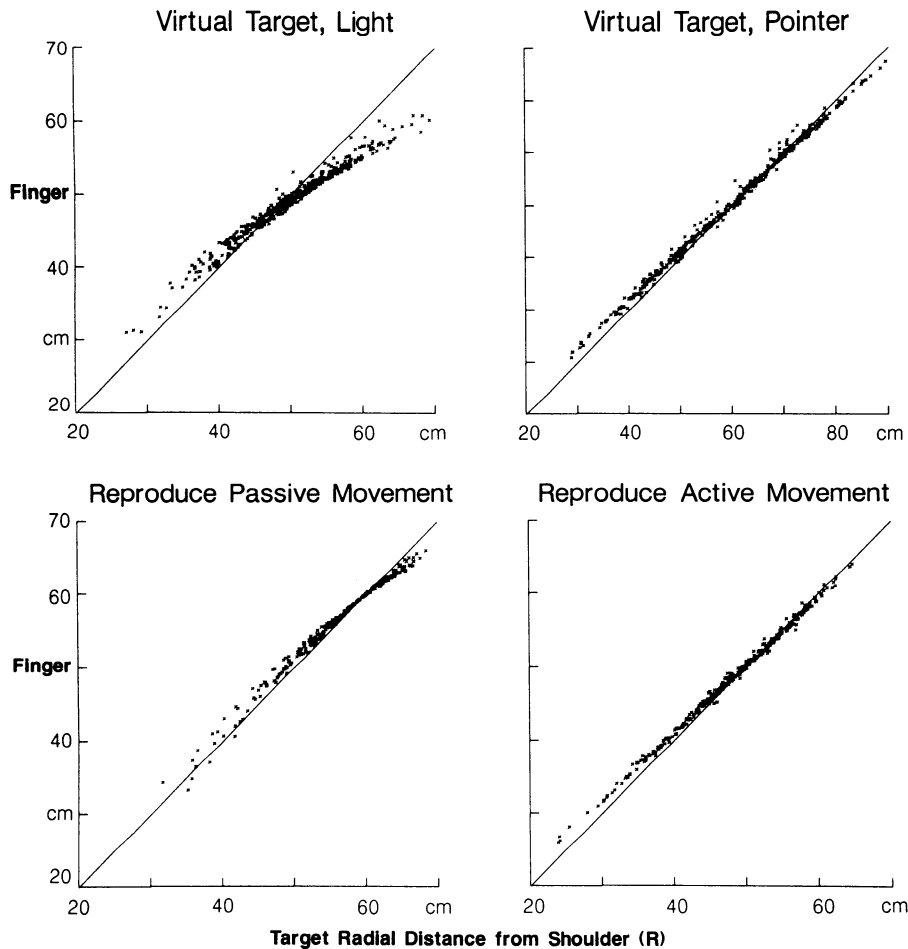 Virtual Target, Light
Virtual Target, Pointer
70
60
Finger
40
cm
20
20 40 60 cm
20 40 60 80 cm
Reproduce Passive Movement
Reproduce Active Movement
70
60
Finger
40
cm
20
20 40 60 cm
20 40 60 cm
Target Radial Distance from Shoulder (R)